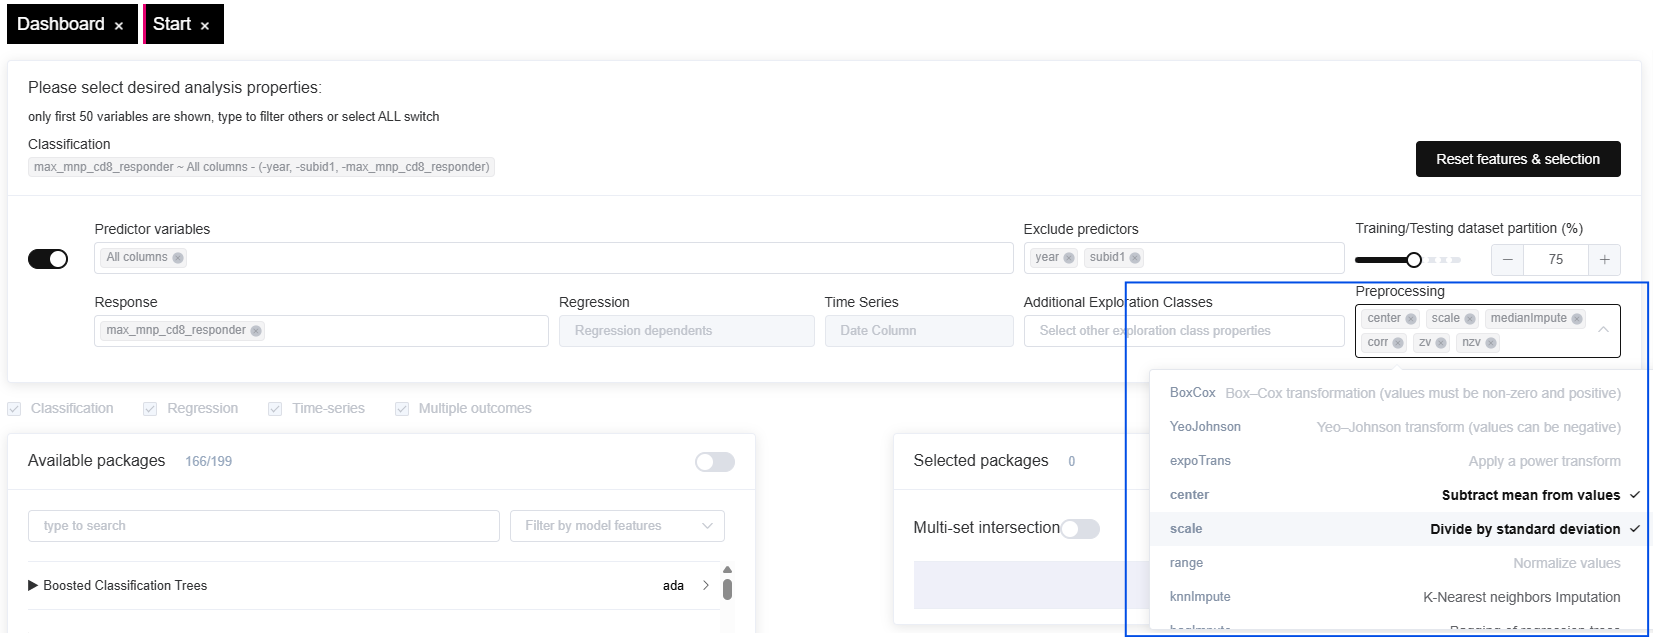 Dashboard ×
Start ×
Please select desired analysis properties:
only first 50 variables are shown, type to filter others or select ALL switch
Classification
max_mnp_cd8_responder ~ All columns - (-year, -subid1, -max_mnp_cd8_responder)
Reset features & selection
Predictor variables
All columns
Exclude predictors
year
subid1
Training/Testing dataset partition (%)
75
Response
max_mnp_cd8_responder
Regression
Regression dependents
Time Series
Date Column
Additional Exploration Classes
Select other exploration class properties
Preprocessing
center
scale
medianImpute
corr
zv
nzv
BoxCox Box–Cox transformation (values must be non-zero and positive)
YeoJohnson Yeo–Johnson transform (values can be negative)
expoTrans Apply a power transform
center Subtract mean from values
scale Divide by standard deviation
range Normalize values
knnImpute K-Nearest neighbors Imputation
bagImpute Bagging of regression trees
Classification
Regression
Time-series
Multiple outcomes
Available packages 166/199
type to search
Filter by model features
Boosted Classification Trees ada
Selected packages 0
Multi-set intersection